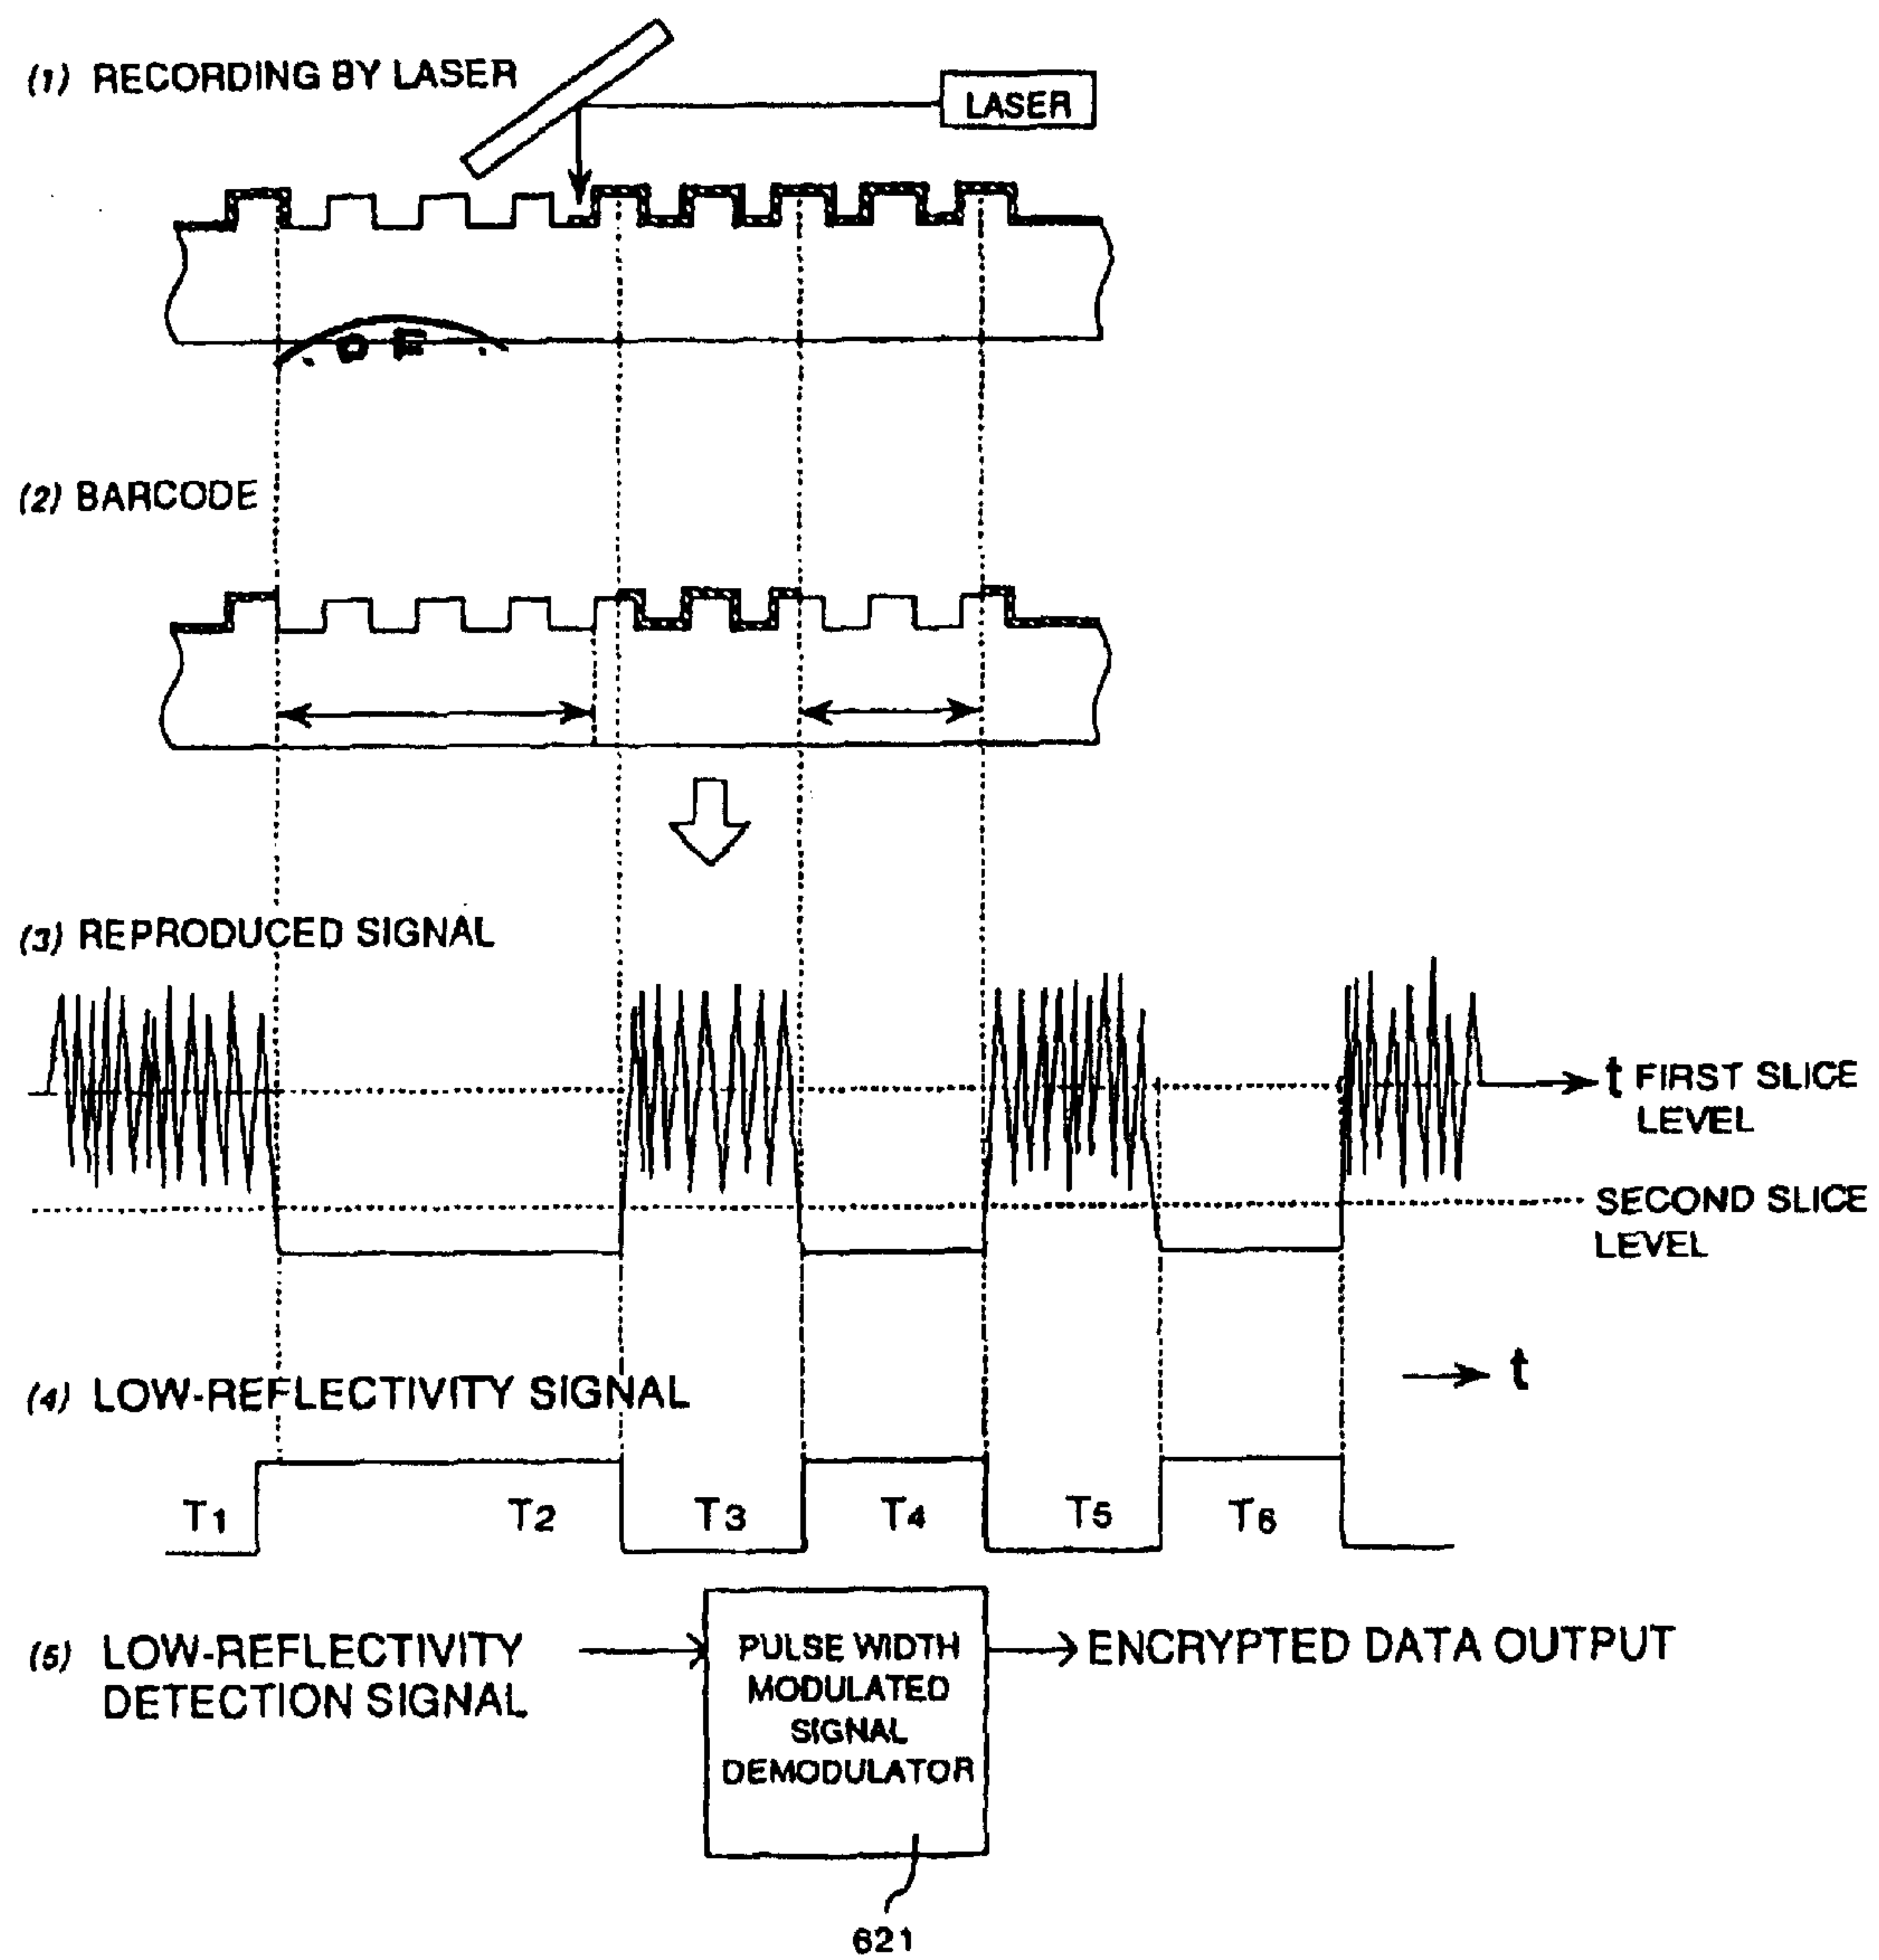 (1) RECORDING BY LASER
LASER
(2) BARCODE
(3) REPRODUCED SIGNAL
t FIRST SLICE
LEVEL
SECOND SLICE
LEVEL
t
(4) LOW-REFLECTIVITY SIGNAL
T1 T2 T3 T4 T5 T6
(5) LOW-REFLECTIVITY
DETECTION SIGNAL
PULSE WIDTH
MODULATED
SIGNAL
DEMODULATOR
ENCRYPTED DATA OUTPUT
621